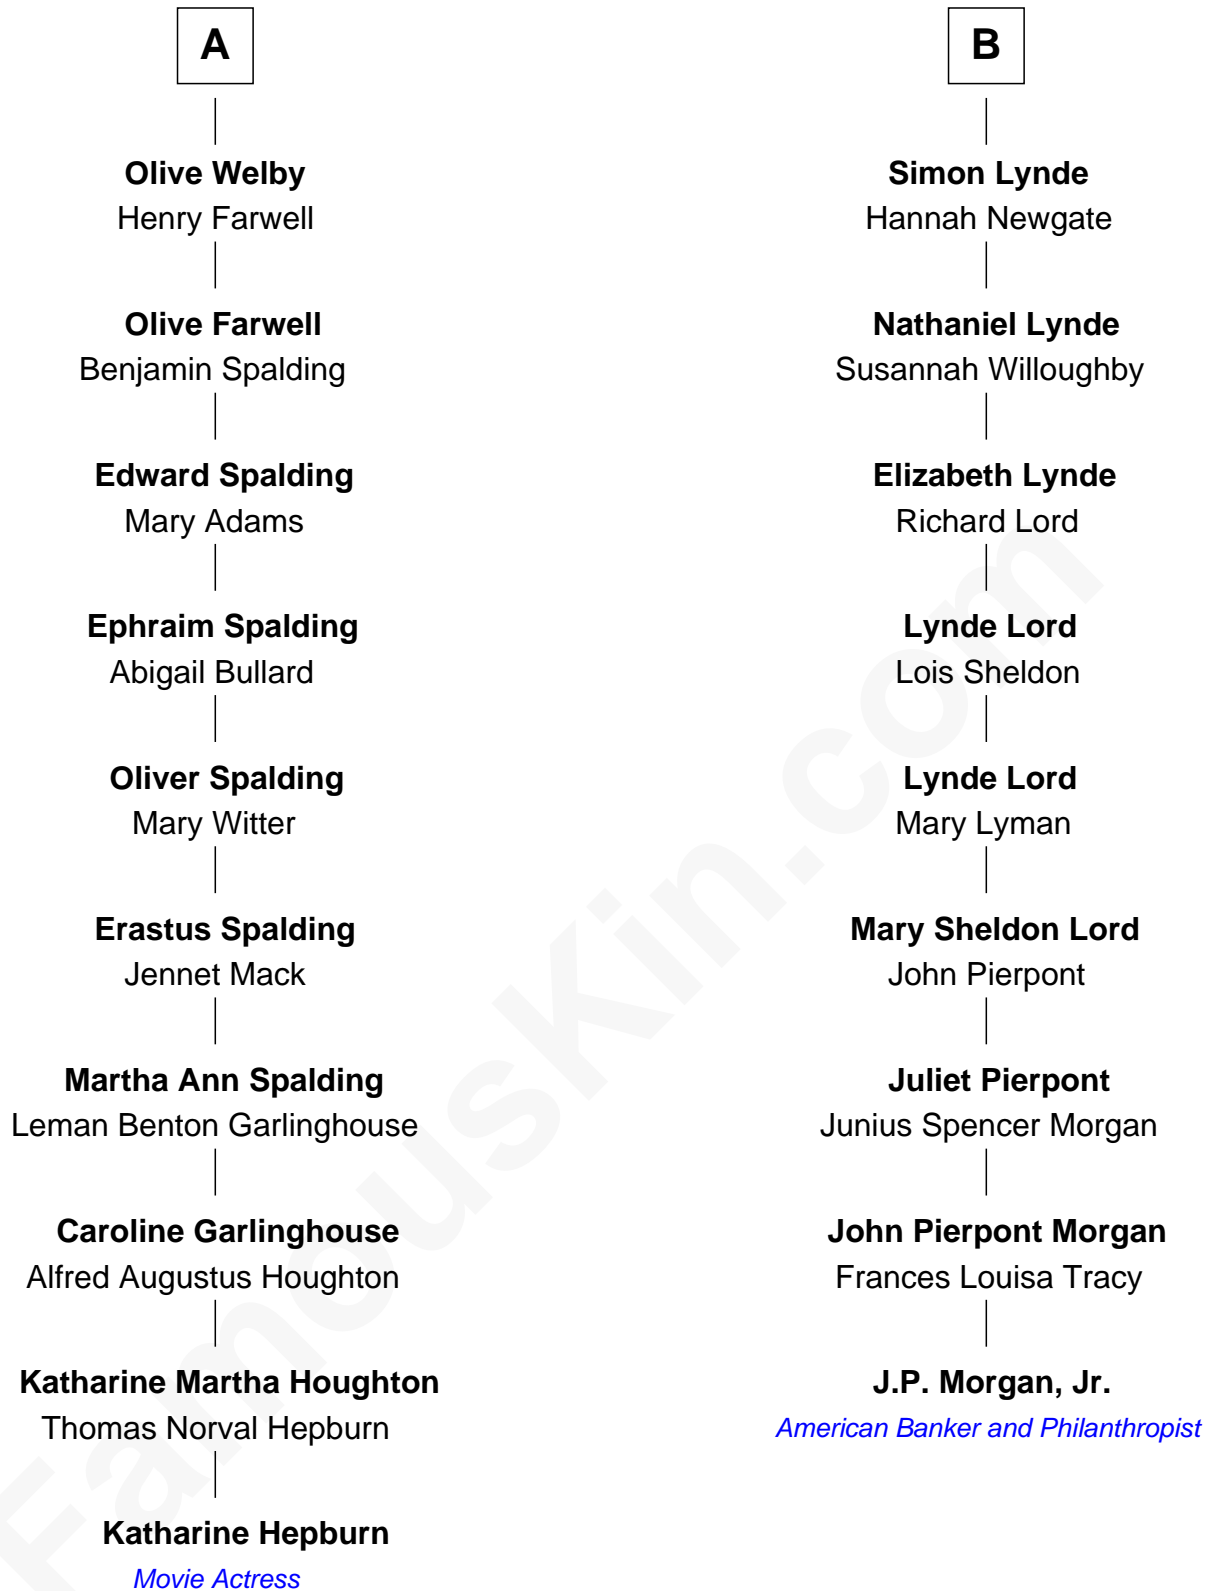 A
Olive Welby
Henry Farwell
Olive Farwell
Benjamin Spalding
Edward Spalding
Mary Adams
Ephraim Spalding
Abigail Bullard
Oliver Spalding
Mary Witter
Erastus Spalding
Jennet Mack
Martha Ann Spalding
Leman Benton Garlinghouse
Caroline Garlinghouse
Alfred Augustus Houghton
Katharine Martha Houghton
Thomas Norval Hepburn
Katharine Hepburn
Movie Actress
B
Simon Lynde
Hannah Newgate
Nathaniel Lynde
Susannah Willoughby
Elizabeth Lynde
Richard Lord
Lynde Lord
Lois Sheldon
Lynde Lord
Mary Lyman
Mary Sheldon Lord
John Pierpont
Juliet Pierpont
Junius Spencer Morgan
John Pierpont Morgan
Frances Louisa Tracy
J.P. Morgan, Jr.
American Banker and Philanthropist
FamousKin.com